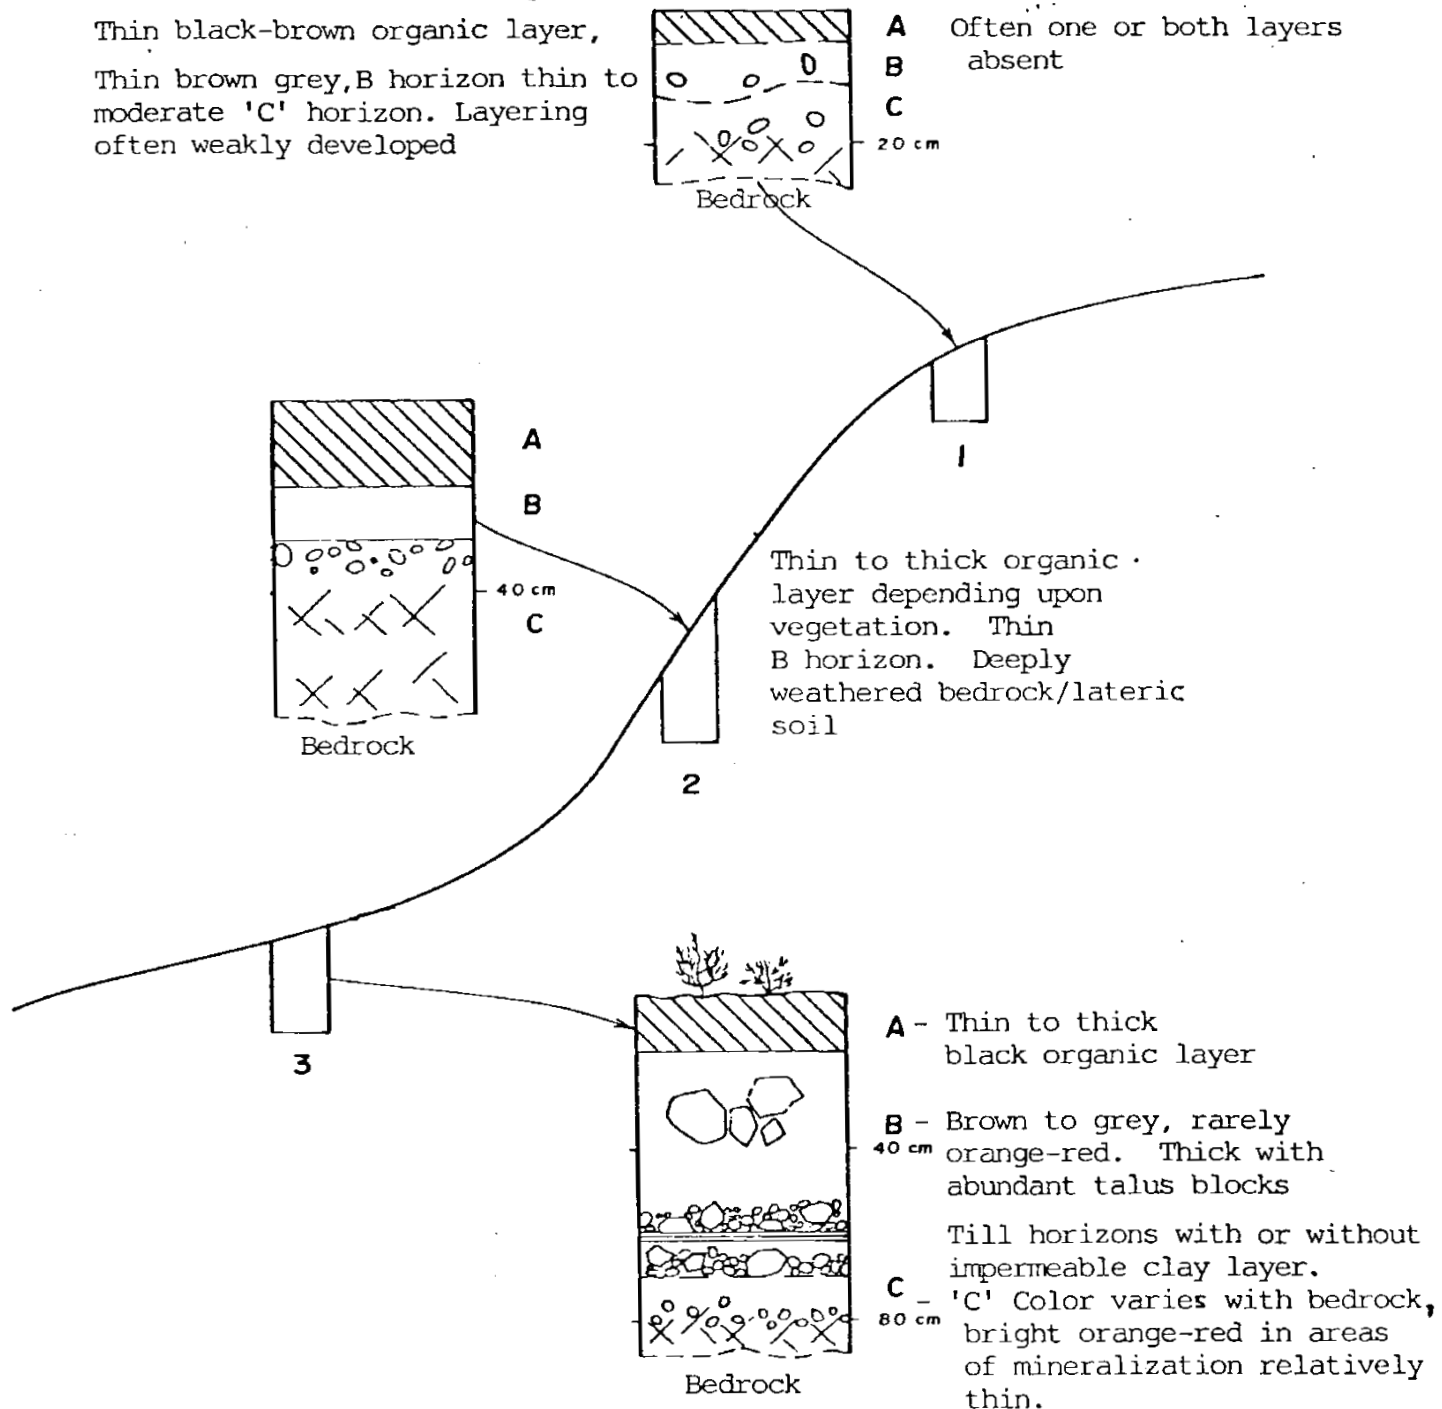 Thin black-brown organic layer,
Thin brown grey,B horizon thin to
moderate 'C' horizon. Layering
often weakly developed
A
B
C
Often one or both layers
absent
20 cm
Bedrock
1
A
B
40 cm
C
Bedrock
Thin to thick organic
layer depending upon
vegetation. Thin
B horizon. Deeply
weathered bedrock/lateric
soil
2
3
A - Thin to thick
black organic layer
B - Brown to grey, rarely
40 cm orange-red. Thick with
abundant talus blocks
Till horizons with or without
impermeable clay layer.
C - 'C' Color varies with bedrock,
80 cm bright orange-red in areas
of mineralization relatively
thin.
Bedrock